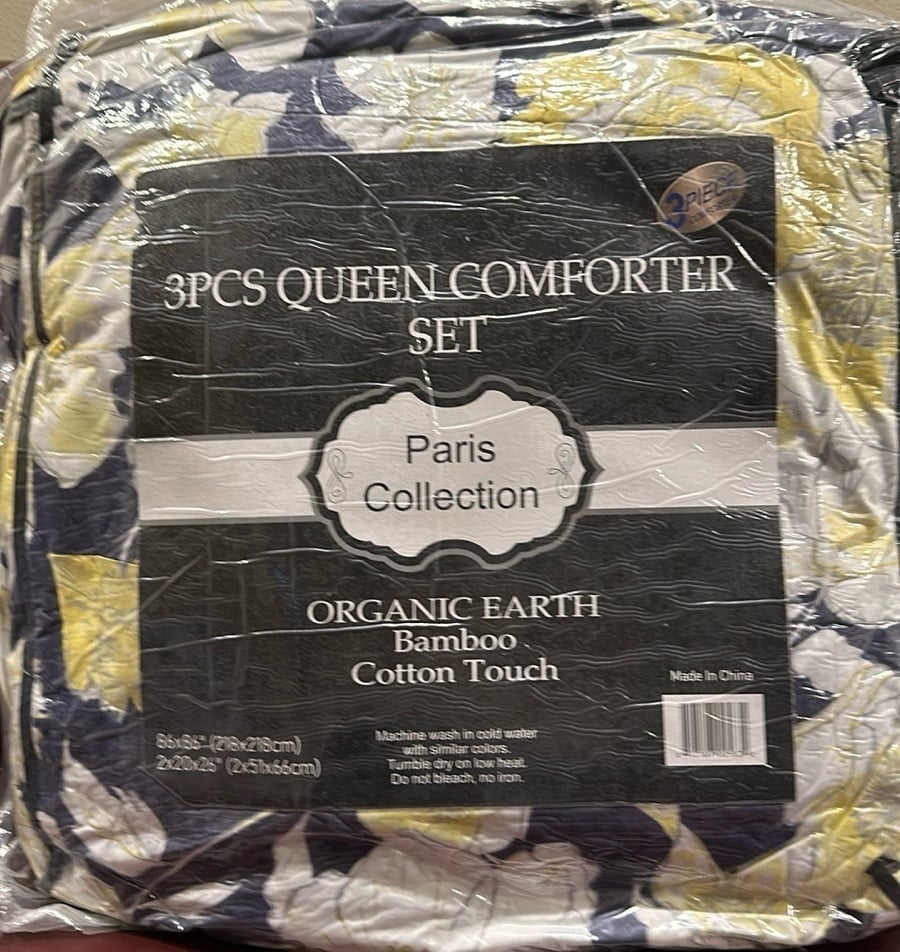 3PIECE
3PCS QUEEN COMFORTER
SET
Paris
Collection
ORGANIC EARTH
Bamboo
Cotton Touch
Made In China
86x86" (218x218cm)
2x20x26" (2x51x66cm)
Machine wash in cold water
with similar colors.
Tumble dry on low heat.
Do not bleach, no iron.